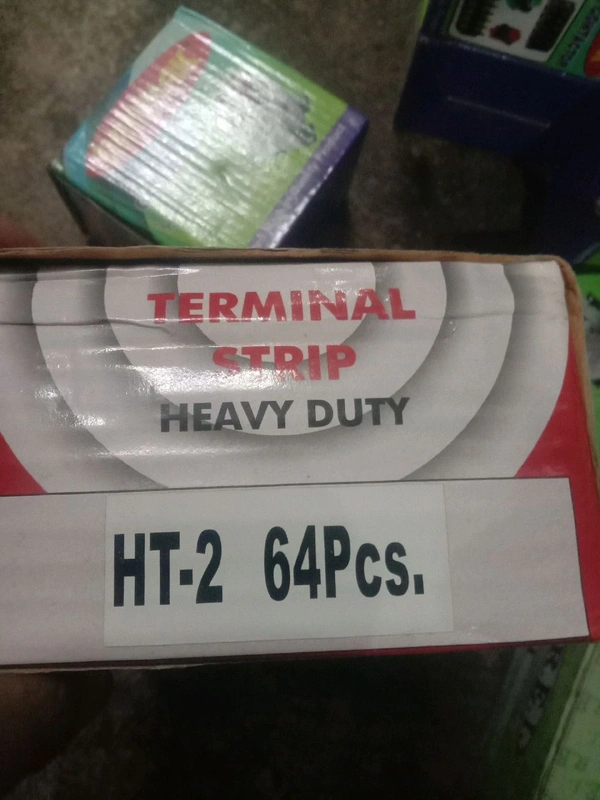 TERMINAL
STRIP
HEAVY DUTY
HT-2 64Pcs.